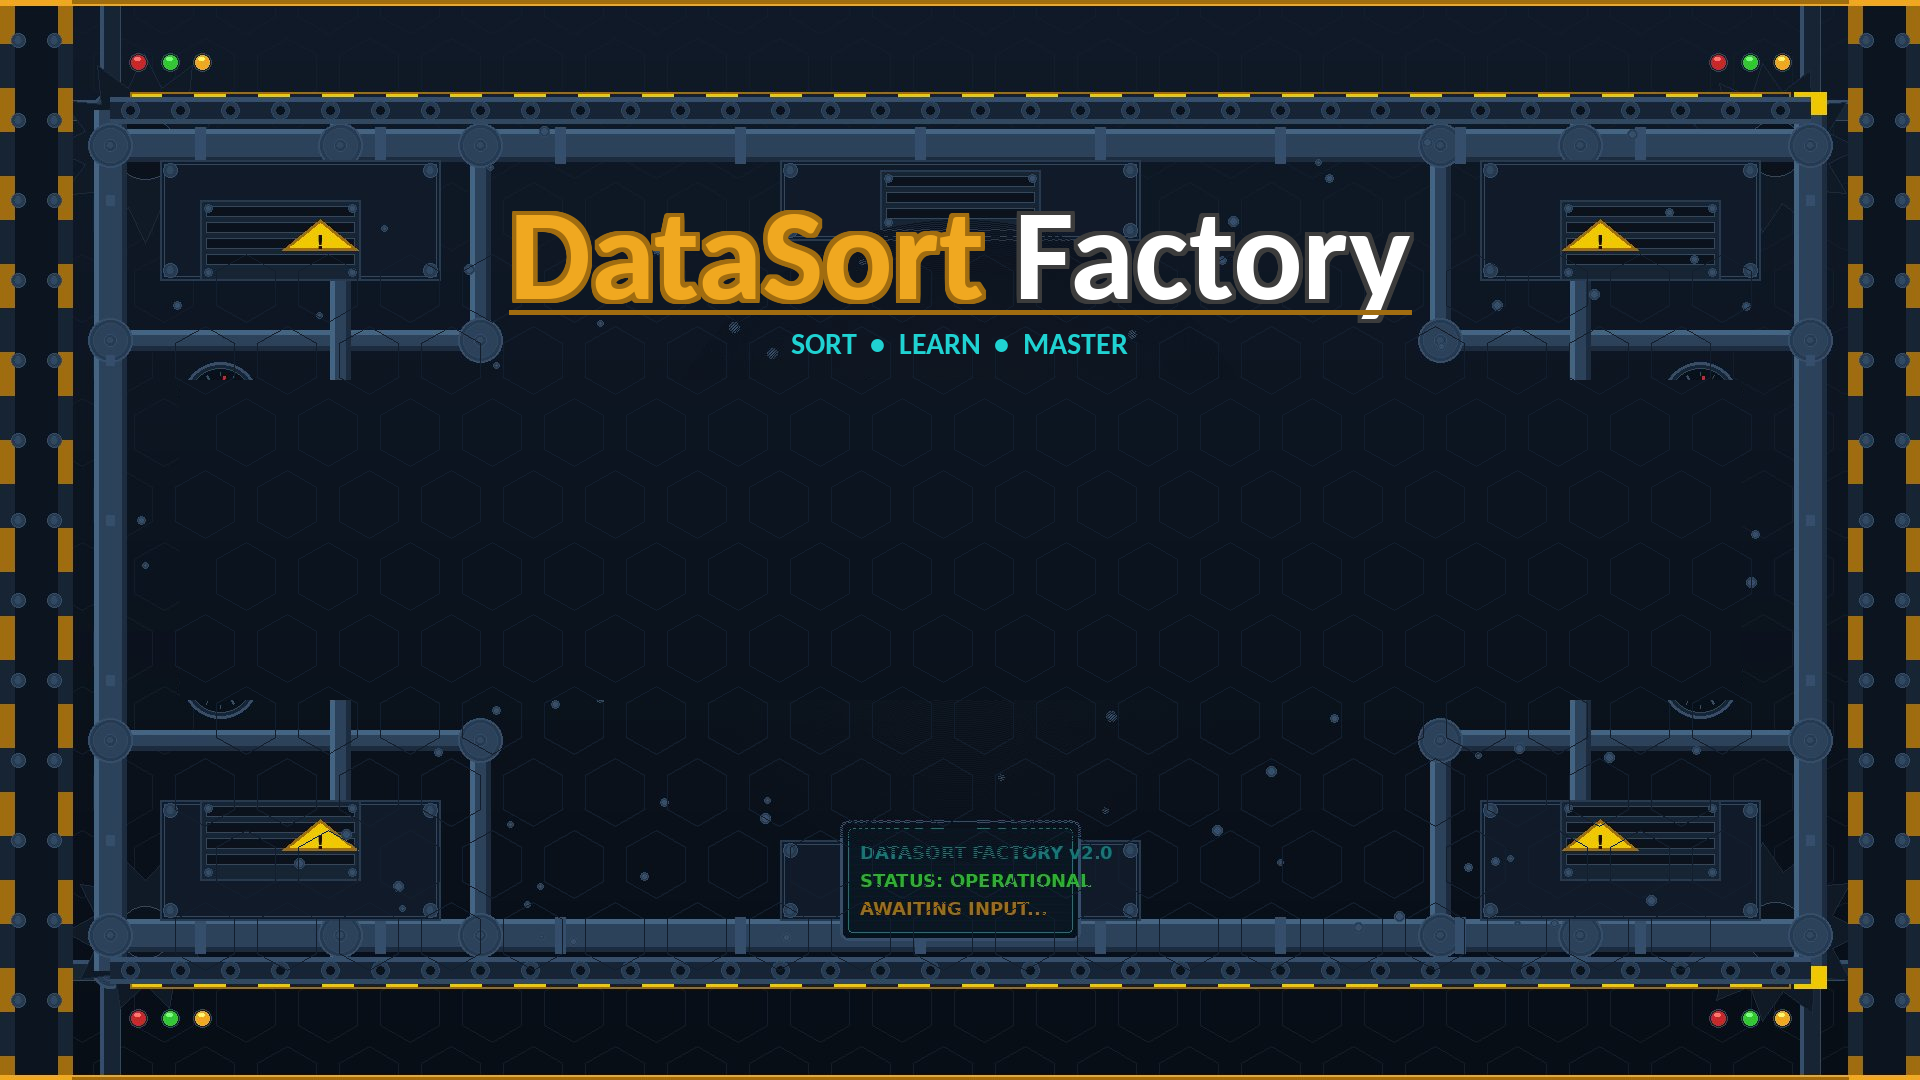 !
!
DataSort Factory
SORT • LEARN • MASTER
!
!
DATASORT FACTORY v2.0
STATUS: OPERATIONAL
AWAITING INPUT...